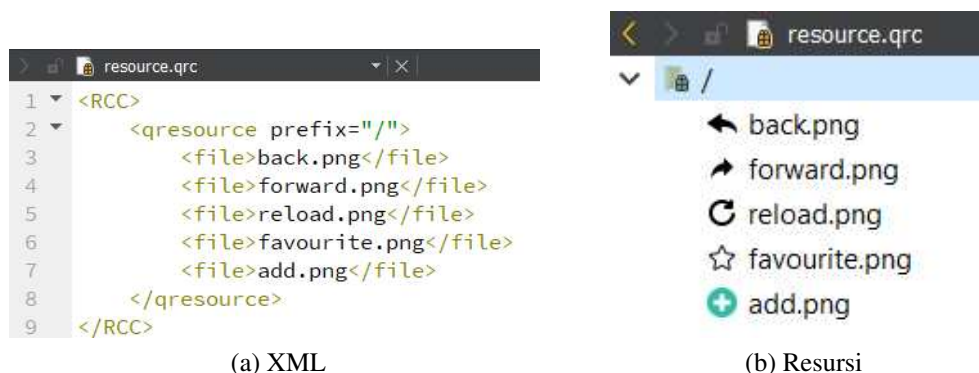 resource.qrc
1 <RCC>
2 <qresource prefix="/">
3 <file>back.png</file>
4 <file>forward.png</file>
5 <file>reload.png</file>
6 <file>favourite.png</file>
7 <file>add.png</file>
8 </qresource>
9 </RCC>
(a) XML
resource.qrc
/
back.png
forward.png
reload.png
favourite.png
add.png
(b) Resursi